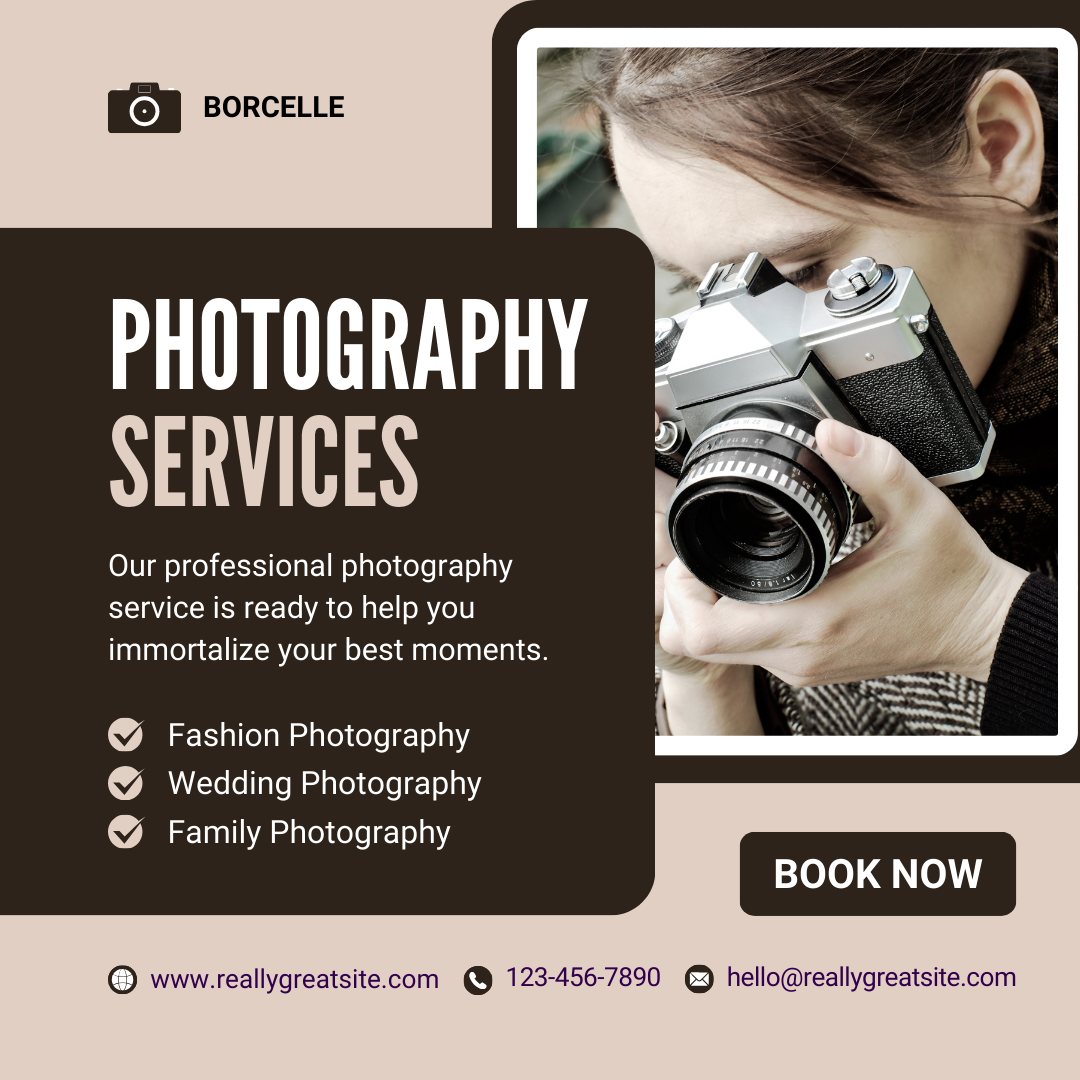 BORCELLE
PHOTOGRAPHY
SERVICES
Our professional photography
service is ready to help you
immortalize your best moments.
Fashion Photography
Wedding Photography
Family Photography
BOOK NOW
www.reallygreatsite.com
123-456-7890
hello@reallygreatsite.com